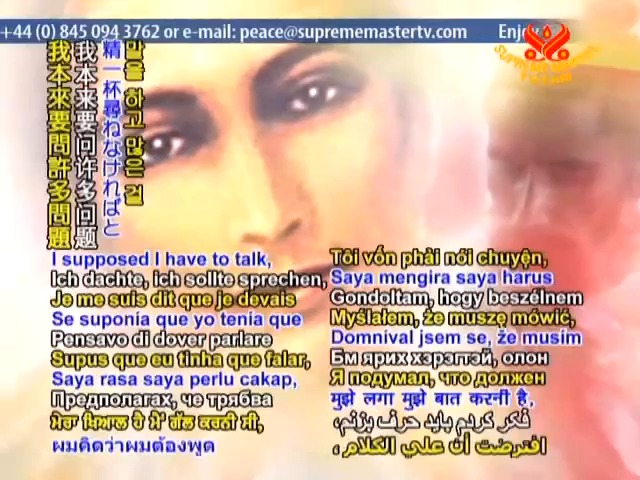 +44 (0) 845 094 3762 or e-mail: peace@suprememastertv.com Enjoy
我本來要問許多問題
我本来要问许多问题
精一杯尋ねなければと
말을 하고 많은 걸
I supposed I have to talk,
Ich dachte, ich sollte sprechen,
Je me suis dit que je devais
Se suponía que yo tenía que
Pensavo di dover parlare
Supus que eu tinha que falar,
Saya rasa saya perlu cakap,
Предполагах, че трябва
ਮੇਰਾ ਖਿਆਲ ਹੈ ਮੈਂ ਗੱਲ ਕਰਨੀ ਸੀ,
ผมคิดว่าผมต้องพูด
Tôi vốn phải nói chuyện,
Saya mengira saya harus
Gondoltam, hogy beszélnem
Myślałem, że muszę mówić,
Domnival jsem se, že musím
Бм ярих хэрэгтэй, олон
Я подумал, что должен
मुझे लगा मुझे बात करनी है,
فکر کردم باید حرف بزنم،
افترضت أن علي الكلام،